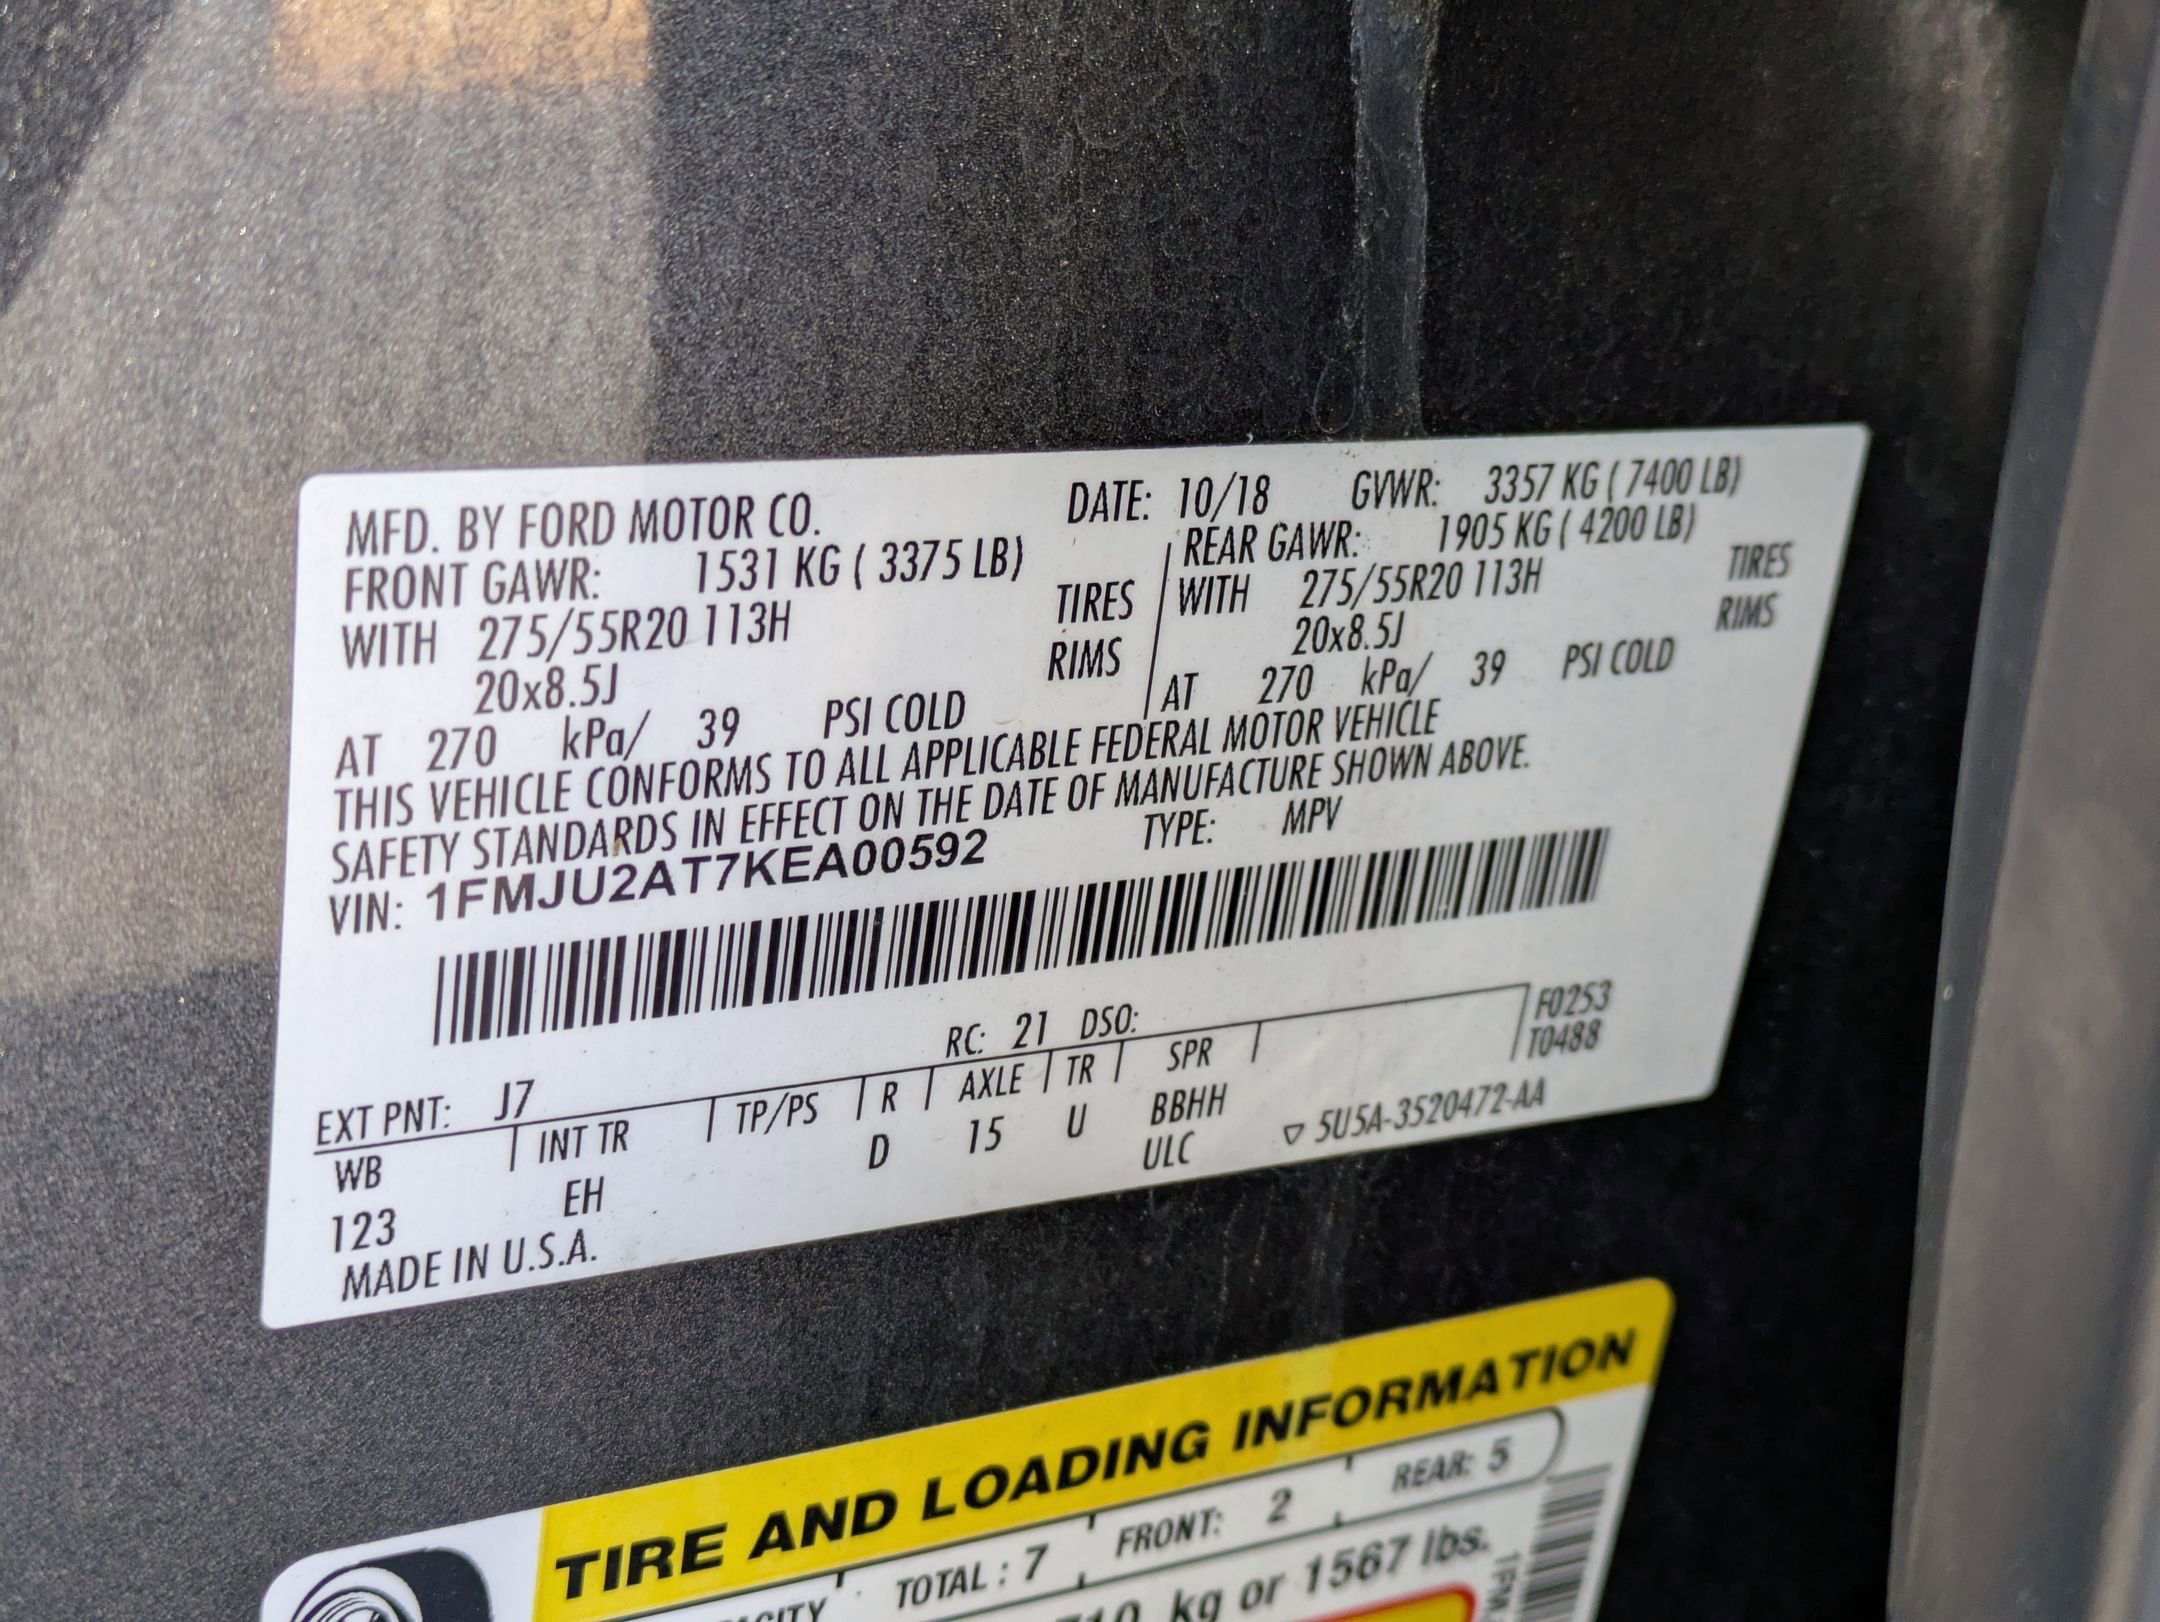 MFD. BY FORD MOTOR CO. DATE: 10/18 GVWR: 3357 KG ( 7400 LB)
FRONT GAWR: 1531 KG ( 3375 LB) REAR GAWR: 1905 KG ( 4200 LB)
WITH 275/55R20 113H TIRES WITH 275/55R20 113H TIRES
20x8.5J RIMS 20x8.5J RIMS
AT 270 kPa/ 39 PSI COLD AT 270 kPa/ 39 PSI COLD
THIS VEHICLE CONFORMS TO ALL APPLICABLE FEDERAL MOTOR VEHICLE
SAFETY STANDARDS IN EFFECT ON THE DATE OF MANUFACTURE SHOWN ABOVE.
VIN: 1FMJU2AT7KEA00592 TYPE: MPV
F0253
T0488
EXT PNT: J7 RC: 21 DSO:
WB INT TR TP/PS R AXLE TR SPR
123 EH D 15 U BBHH
ULC
▽ 5U5A-3520472-AA
MADE IN U.S.A.
TIRE AND LOADING INFORMATION
TOTAL : 7 FRONT: 2 REAR: 5
kg or 1567 lbs.